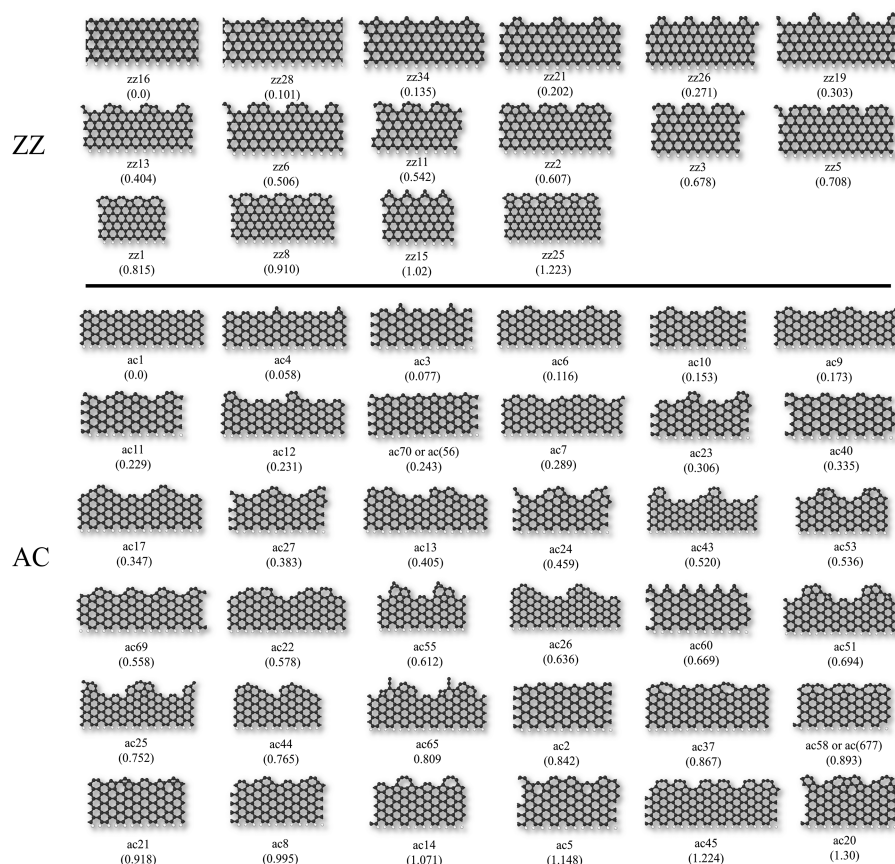 zz16 zz28 zz34 zz21 zz26 zz19
(0.0) (0.101) (0.135) (0.202) (0.271) (0.303)
ZZ
zz13 zz6 zz11 zz2 zz3 zz5
(0.404) (0.506) (0.542) (0.607) (0.678) (0.708)
zz1 zz8 zz15 zz25
(0.815) (0.910) (1.02) (1.223)
ac1 ac4 ac3 ac6 ac10 ac9
(0.0) (0.058) (0.077) (0.116) (0.153) (0.173)
ac11 ac12 ac70 or ac(56) ac7 ac23 ac40
(0.229) (0.231) (0.243) (0.289) (0.306) (0.335)
ac17 ac27 ac13 ac24 ac43 ac53
(0.347) (0.383) (0.405) (0.459) (0.520) (0.536)
AC
ac69 ac22 ac55 ac26 ac60 ac51
(0.558) (0.578) (0.612) (0.636) (0.669) (0.694)
ac25 ac44 ac65 ac2 ac37 ac58 or ac(677)
(0.752) (0.765) 0.809 (0.842) (0.867) (0.893)
ac21 ac8 ac14 ac5 ac45 ac20
(0.918) (0.995) (1.071) (1.148) (1.224) (1.30)